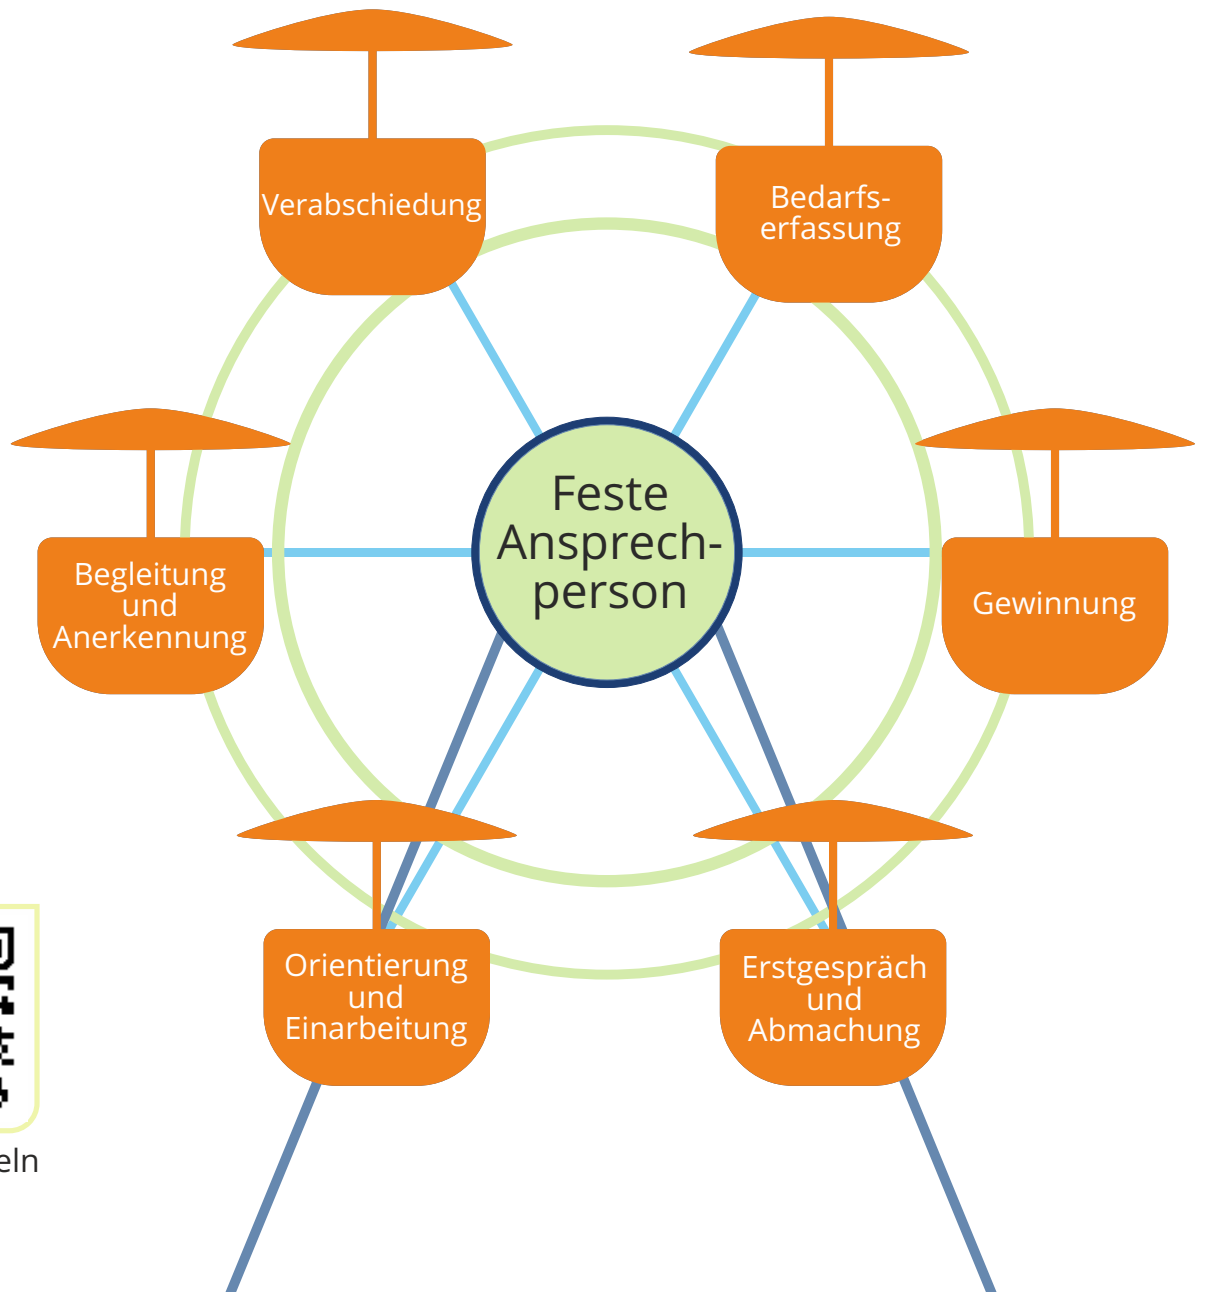 Verabschiedung
Bedarfs-
erfassung
Feste
Ansprech-
person
Begleitung
und
Anerkennung
Gewinnung
Orientierung
und
Einarbeitung
Erstgespräch
und
Abmachung